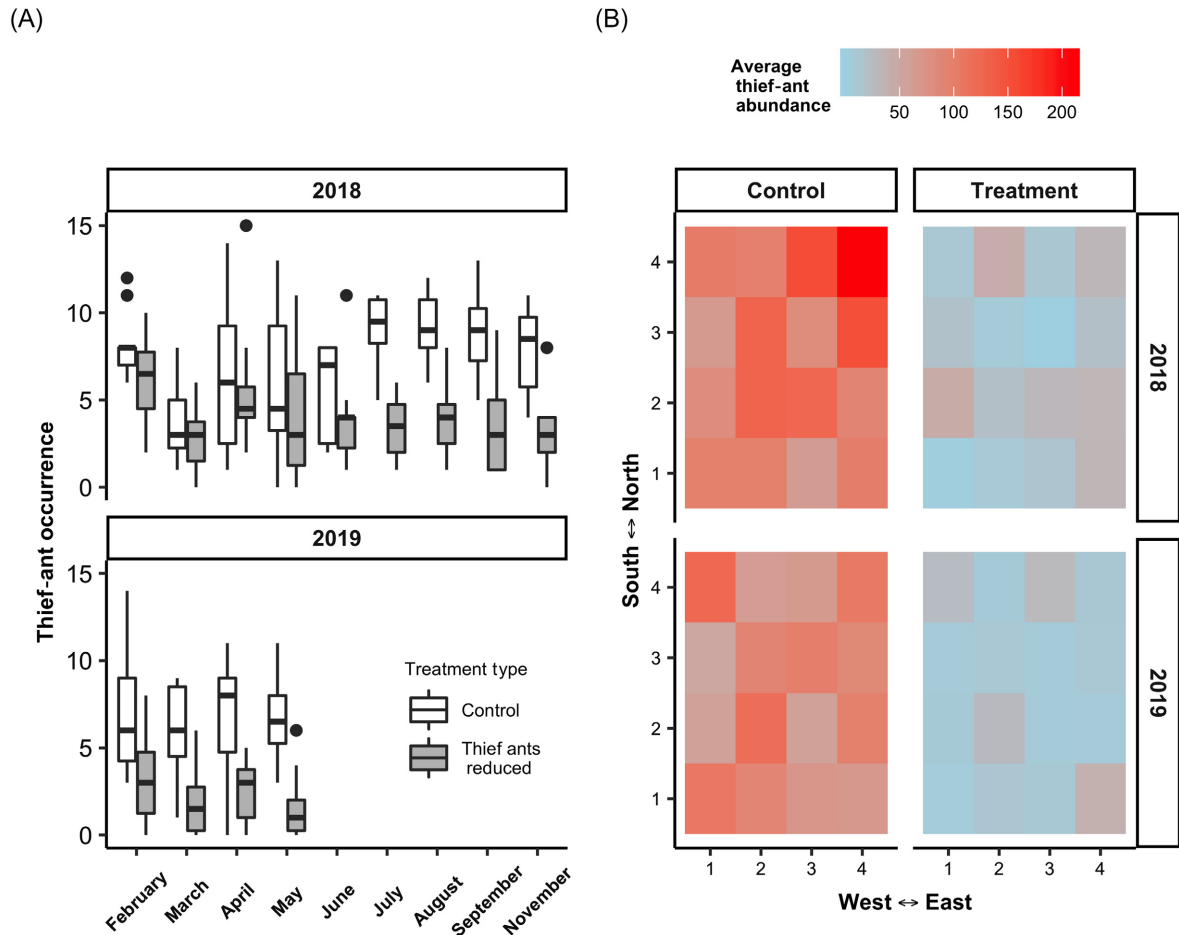 (A)
2018
15
10
5
0
2019
15
10
5
0
Thief-ant occurrence
Treatment type
Control
Thief ants
reduced
February
March
April
May
June
July
August
September
November
(B)
Average
thief-ant
abundance
50
100
150
200
Control
Treatment
4
3
2
1
2018
4
3
2
1
2019
South ⇔ North
1
2
3
4
1
2
3
4
West ⇔ East